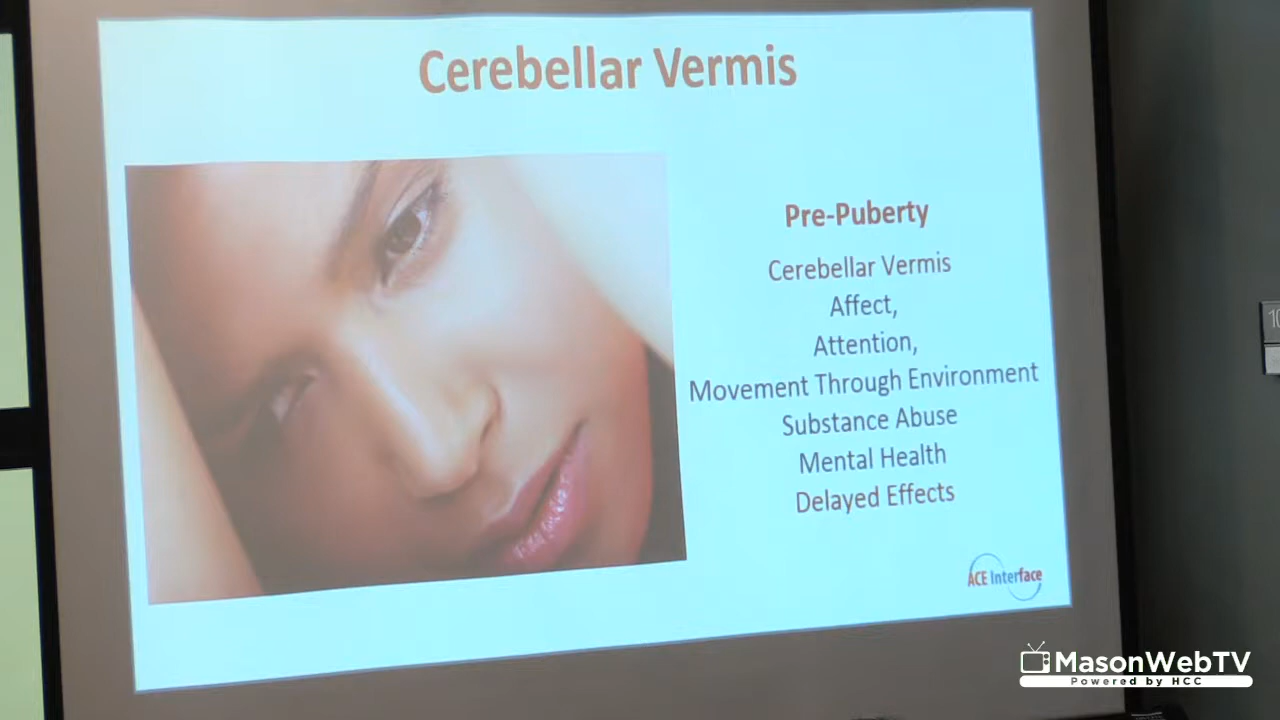 Cerebellar Vermis
Pre-Puberty
Cerebellar Vermis
Affect,
Attention,
Movement Through Environment
Substance Abuse
Mental Health
Delayed Effects
ACE Interface
10
MasonWebTV
Powered by HCC